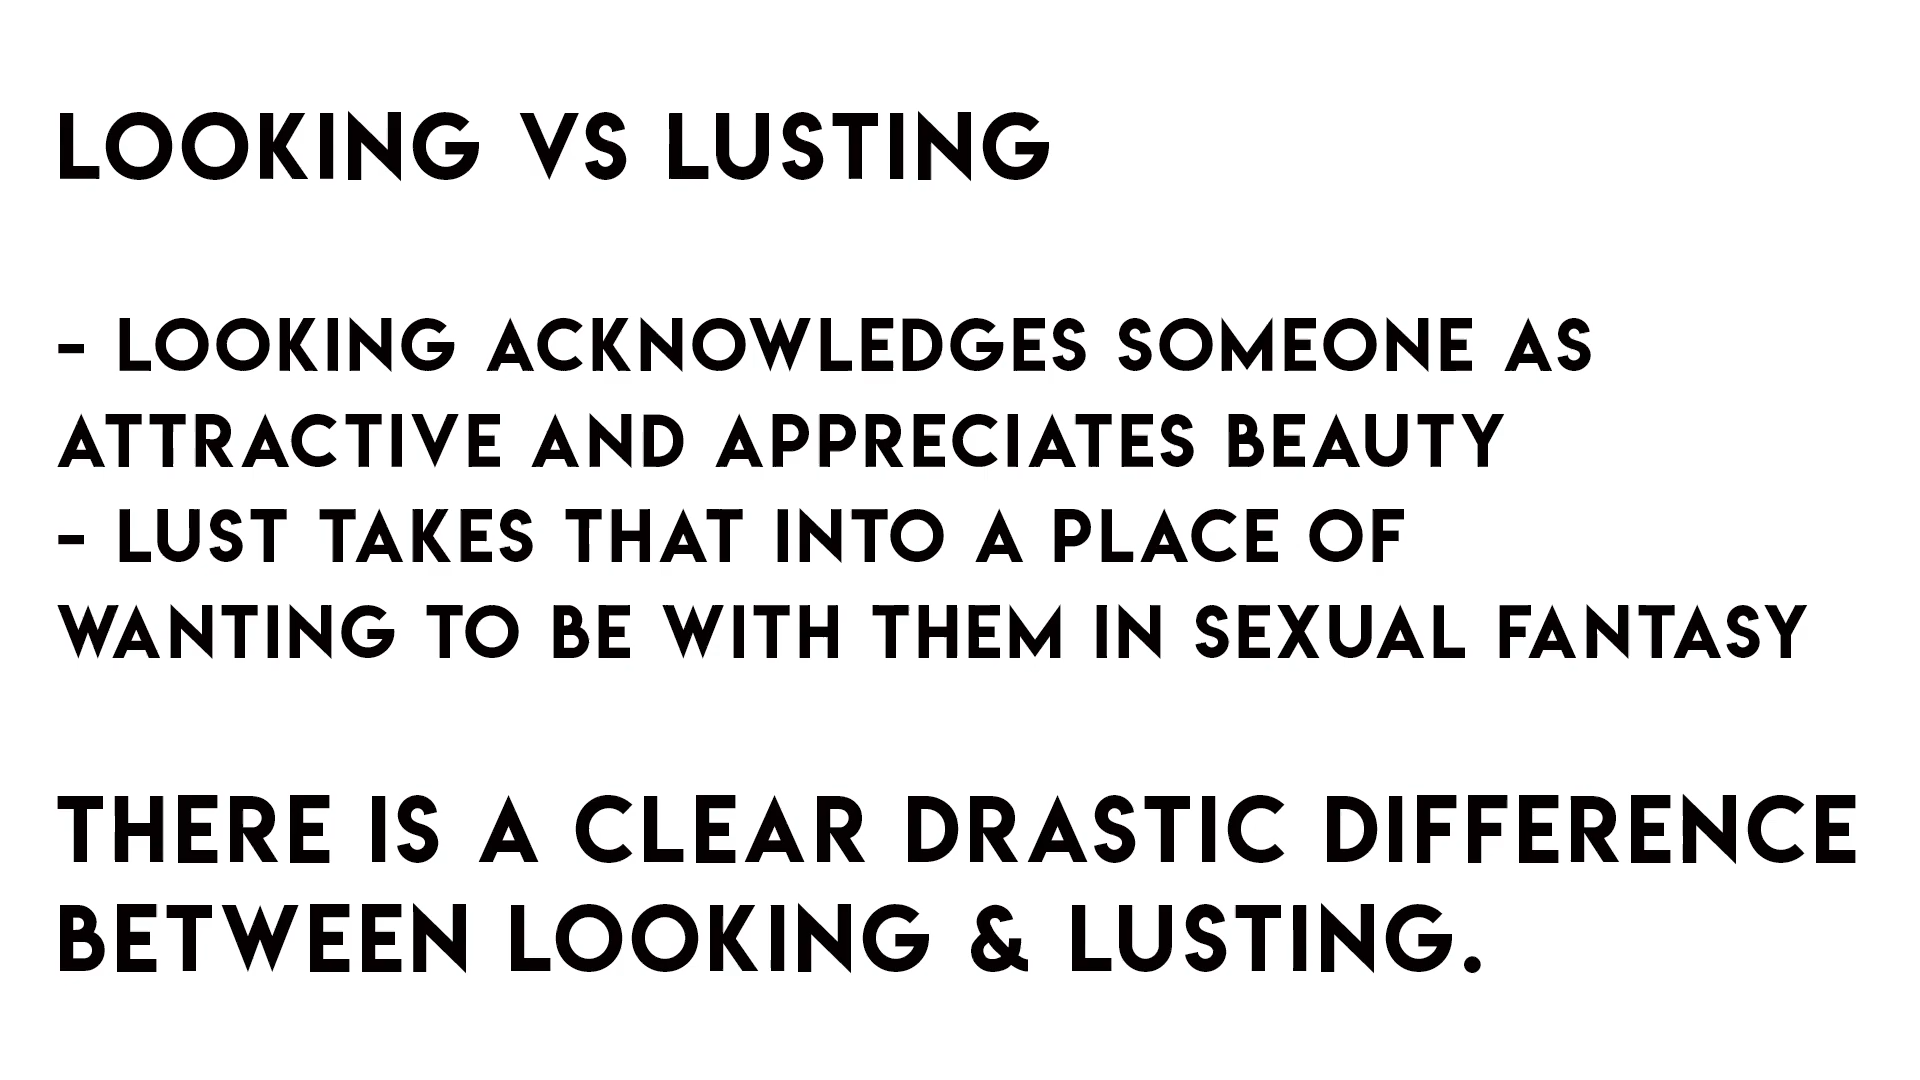 LOOKING VS LUSTING
- LOOKING ACKNOWLEDGES SOMEONE AS
ATTRACTIVE AND APPRECIATES BEAUTY
- LUST TAKES THAT INTO A PLACE OF
WANTING TO BE WITH THEM IN SEXUAL FANTASY
THERE IS A CLEAR DRASTIC DIFFERENCE
BETWEEN LOOKING & LUSTING.